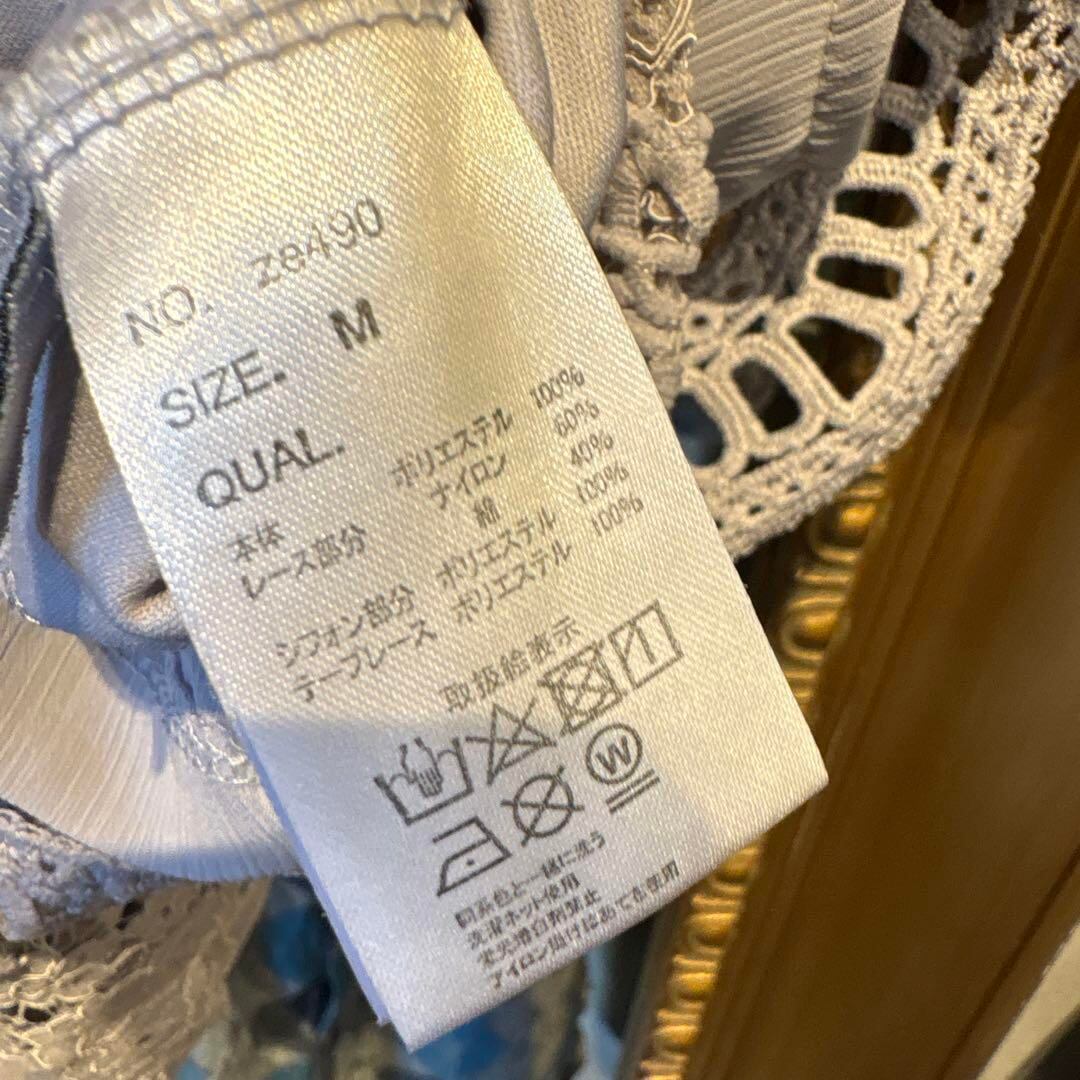 NO. ze490
SIZE. M
QUAL.
本体 ポリエステル 100%
レース部分 ナイロン 60%
綿 40%
シフォン部分 ポリエステル 100%
テープレース ポリエステル 100%
取扱絵表示
W
同系色と一緒に洗う
洗濯ネット使用
蛍光増白剤禁止
アイロン掛けはあて布使用